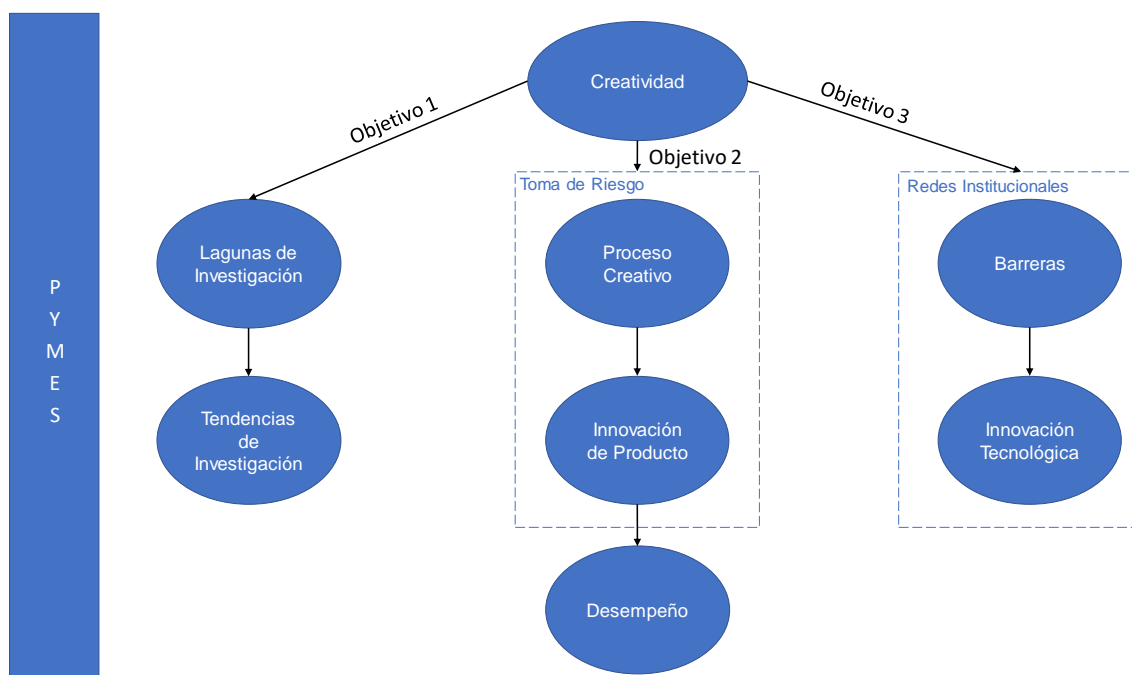 P
Y
M
E
S
Creatividad
Objetivo 1
Objetivo 2
Objetivo 3
Lagunas de
Investigación
Tendencias
de
Investigación
Toma de Riesgo
Proceso
Creativo
Innovación
de Producto
Desempeño
Redes Institucionales
Barreras
Innovación
Tecnológica